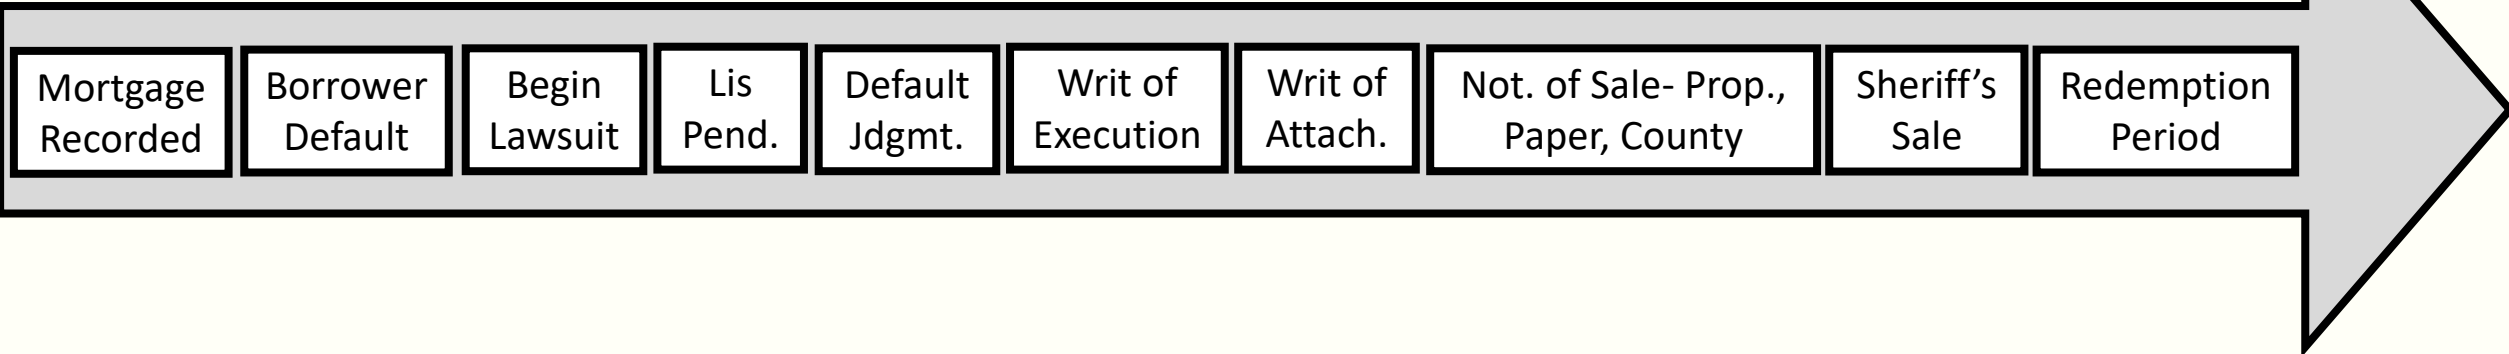 Mortgage
Recorded
Borrower
Default
Begin
Lawsuit
Lis
Pend.
Default
Jdgmt.
Writ of
Execution
Writ of
Attach.
Not. of Sale- Prop.,
Paper, County
Sheriff’s
Sale
Redemption
Period